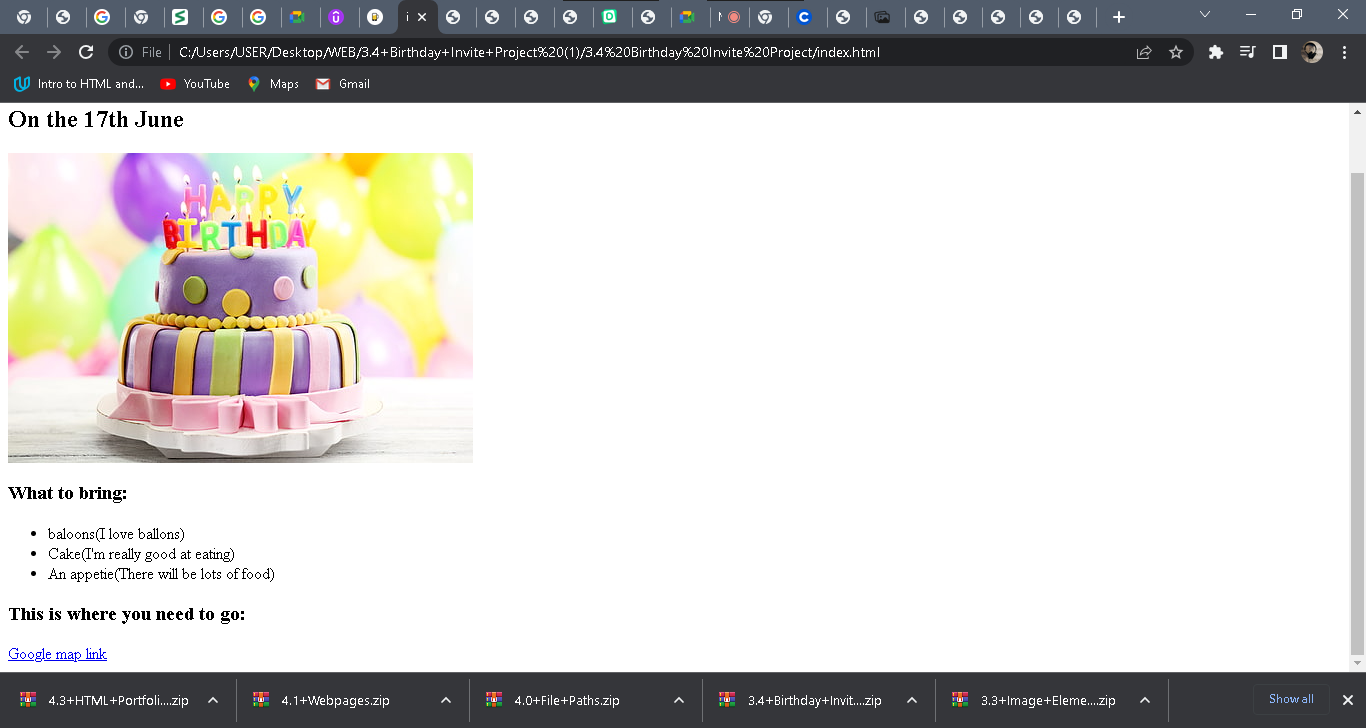 File C:/Users/USER/Desktop/WEB/3.4+Birthday+Invite+Project%20(1)/3.4%20Birthday%20Invite%20Project/index.html
Intro to HTML and... YouTube Maps Gmail
On the 17th June
HAPPY
BIRTHDAY
What to bring:
baloons(I love ballons)
Cake(I'm really good at eating)
An appetie(There will be lots of food)
This is where you need to go:
Google map link
4.3+HTML+Portfoli....zip 4.1+Webpages.zip 4.0+File+Paths.zip 3.4+Birthday+Invit....zip 3.3+Image+Eleme....zip Show all